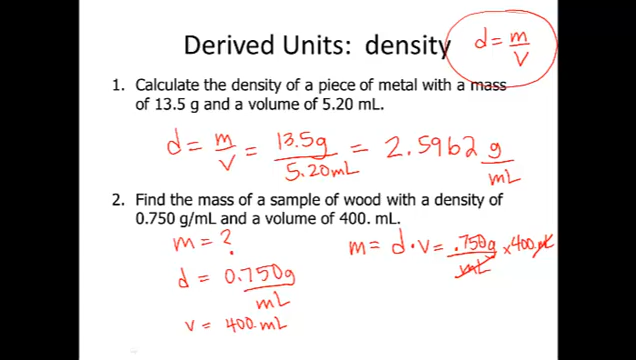 Derived Units: density
d = m/V
1. Calculate the density of a piece of metal with a mass
of 13.5 g and a volume of 5.20 mL.
d = m/V = 13.5g/5.20mL = 2.5962 g/mL
2. Find the mass of a sample of wood with a density of
0.750 g/mL and a volume of 400. mL.
m = ?
d = 0.750g/mL
v = 400. mL
m = d·v = .750g/mL x 400. mL